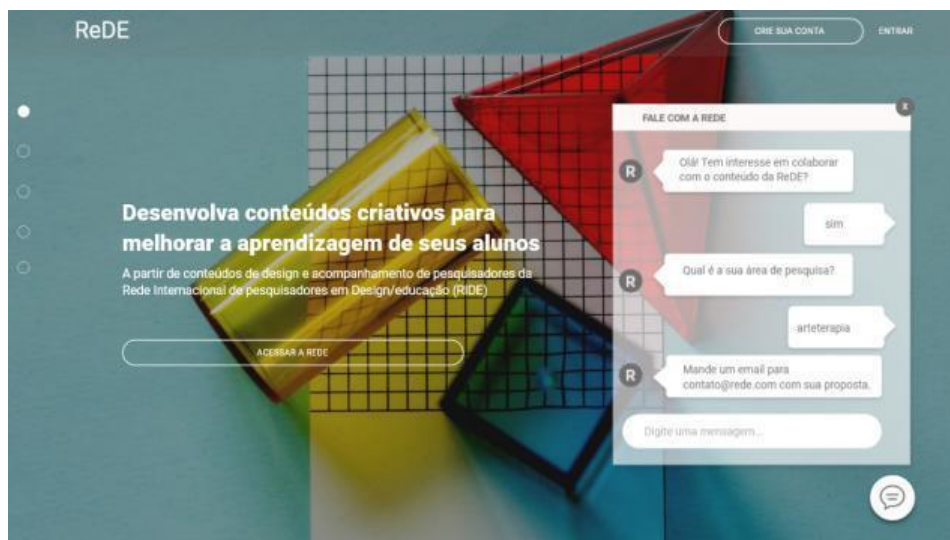 ReDE
CRIE SUA CONTA
ENTRAR
x
FALE COM A REDE
R
Olá! Tem interesse em colaborar
com o conteúdo da ReDE?
sim
R
Qual é a sua área de pesquisa?
arteterapia
R
Mande um email para
contato@rede.com com sua proposta.
Digite uma mensagem...
Desenvolva conteúdos criativos para
melhorar a aprendizagem de seus alunos
A partir de conteúdos de design e acompanhamento de pesquisadores da
Rede Internacional de pesquisadores em Design/educação (RIDE)
ACESSAR A REDE